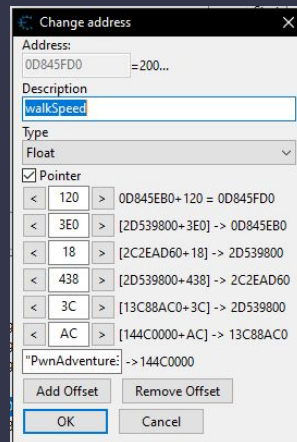 Change address
Address:
0D845FD0 =200...
Description
walkSpeed
Type
Float
Pointer
< 120 > 0D845EB0+120 = 0D845FD0
< 3E0 > [2D539800+3E0] -> 0D845EB0
< 18 > [2C2EAD60+18] -> 2D539800
< 438 > [2D539800+438] -> 2C2EAD60
< 3C > [13C88AC0+3C] -> 2D539800
< AC > [144C0000+AC] -> 13C88AC0
"PwnAdventure: ->144C0000
Add Offset Remove Offset
OK Cancel